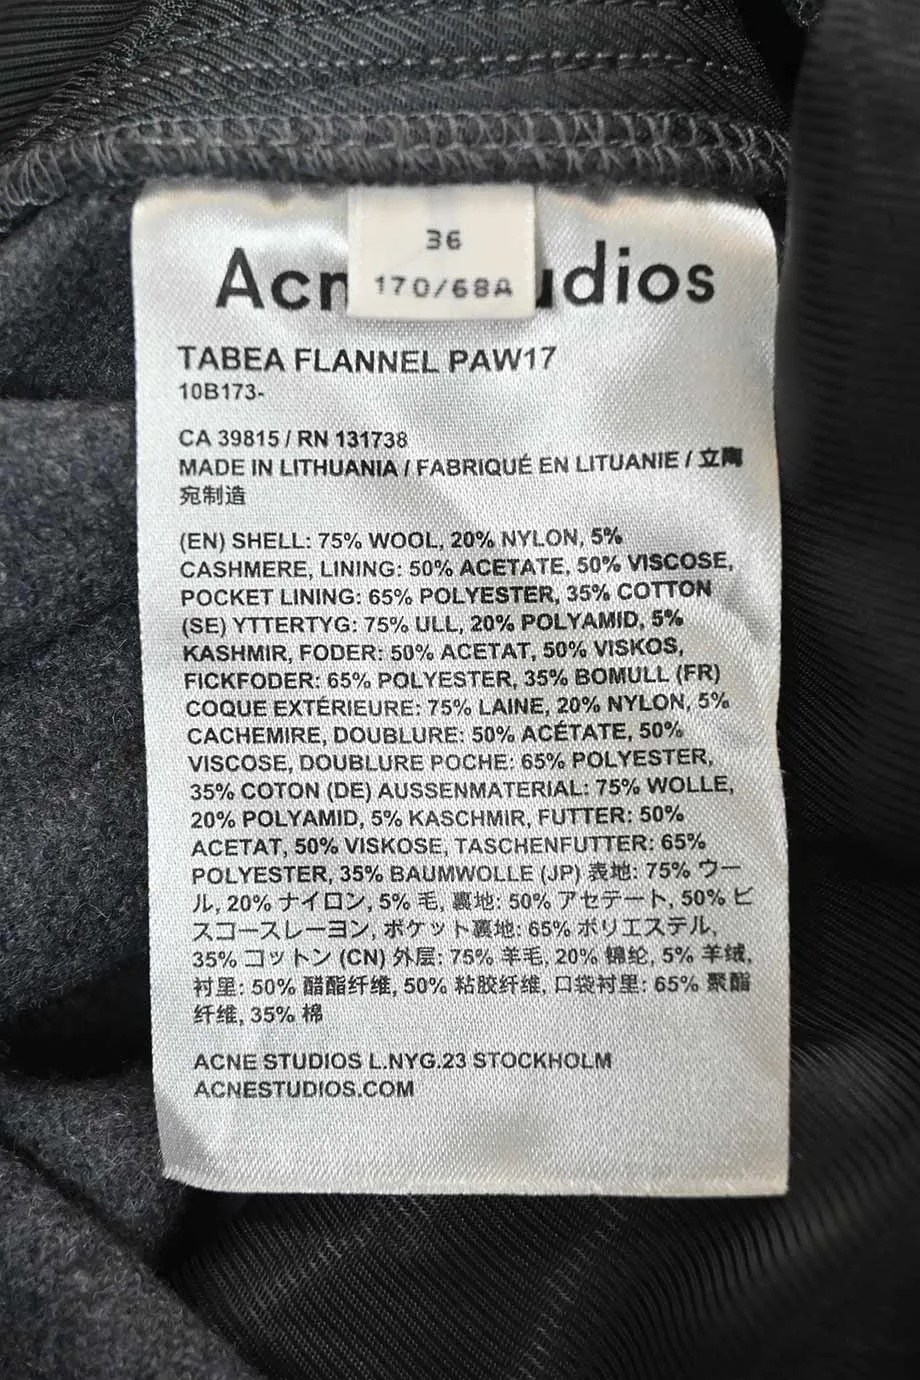 36
170/68A
Acn udios
TABEA FLANNEL PAW17
10B173-
CA 39815 / RN 131738
MADE IN LITHUANIA / FABRIQUÉ EN LITUANIE / 立陶
宛制造
(EN) SHELL: 75% WOOL, 20% NYLON, 5%
CASHMERE, LINING: 50% ACETATE, 50% VISCOSE,
POCKET LINING: 65% POLYESTER, 35% COTTON
(SE) YTTERTYG: 75% ULL, 20% POLYAMID, 5%
KASHMIR, FODER: 50% ACETAT, 50% VISKOS,
FICKFODER: 65% POLYESTER, 35% BOMULL (FR)
COQUE EXTÉRIEURE: 75% LAINE, 20% NYLON, 5%
CACHEMIRE, DOUBLURE: 50% ACÉTATE, 50%
VISCOSE, DOUBLURE POCHE: 65% POLYESTER,
35% COTON (DE) AUSSENMATERIAL: 75% WOLLE,
20% POLYAMID, 5% KASCHMIR, FUTTER: 50%
ACETAT, 50% VISKOSE, TASCHENFUTTER: 65%
POLYESTER, 35% BAUMWOLLE (JP) 表地: 75% ウー
ル, 20% ナイロン, 5% 毛, 裏地: 50% アセテート, 50% ビ
スコースレーヨン, ポケット裏地: 65% ポリエステル,
35% コットン (CN) 外层: 75% 羊毛, 20% 锦纶, 5% 羊绒,
衬里: 50% 醋酯纤维, 50% 粘胶纤维, 口袋衬里: 65% 聚酯
纤维, 35% 棉
ACNE STUDIOS L.NYG.23 STOCKHOLM
ACNESTUDIOS.COM